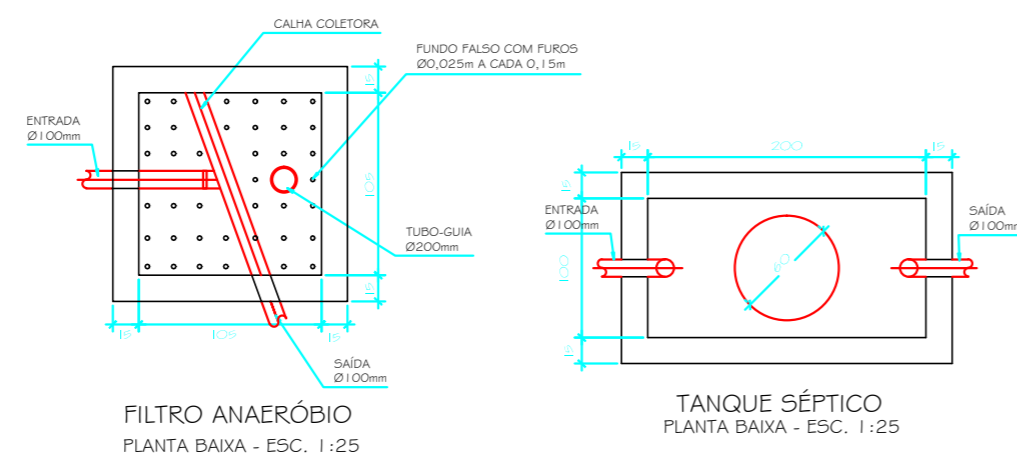 CALHA COLETORA
FUNDO FALSO COM FUROS
Ø0,025m A CADA 0,15m
15
ENTRADA
Ø100mm
105
TUBO-GUIA
Ø200mm
15
15
105
15
SAÍDA
Ø100mm
FILTRO ANAERÓBIO
PLANTA BAIXA - ESC. 1:25
15
200
15
15
ENTRADA
Ø100mm
SAÍDA
Ø100mm
100
60
15
TANQUE SÉPTICO
PLANTA BAIXA - ESC. 1:25